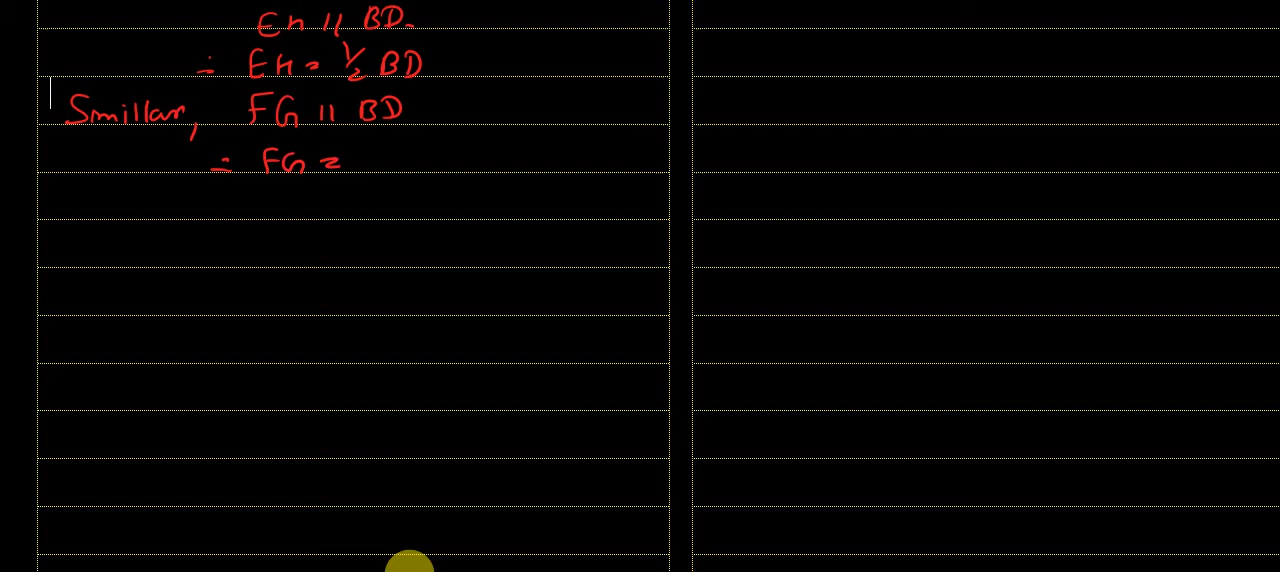 EH || BD.
∴ EH = 1/2 BD
Smillar, FG || BD
∴ FG =